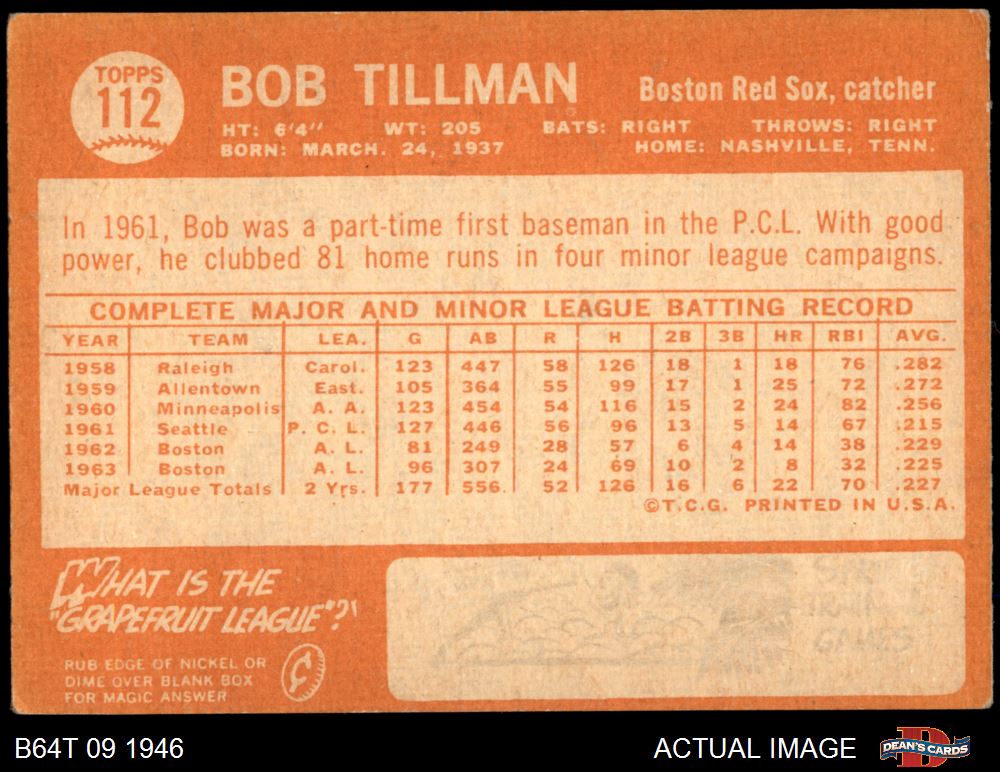 TOPPS
112
BOB TILLMAN
Boston Red Sox, catcher
HT: 6'4" WT: 205 BATS: RIGHT THROWS: RIGHT
BORN: MARCH. 24, 1937 HOME: NASHVILLE, TENN.
In 1961, Bob was a part-time first baseman in the P.C.L. With good
power, he clubbed 81 home runs in four minor league campaigns.
COMPLETE MAJOR AND MINOR LEAGUE BATTING RECORD
YEAR TEAM LEA. G AB R H 2B 3B HR RBI AVG.
1958 Raleigh Carol. 123 447 58 126 18 1 18 76 .282
1959 Allentown East. 105 364 55 99 17 1 25 72 .272
1960 Minneapolis A. A. 123 454 54 116 15 2 24 82 .256
1961 Seattle P. C. L. 127 446 56 96 13 5 14 67 .215
1962 Boston A. L. 81 249 28 57 6 4 14 38 .229
1963 Boston A. L. 96 307 24 69 10 2 8 32 .225
Major League Totals 2 Yrs. 177 556 52 126 16 6 22 70 .227
©T.C.G. PRINTED IN U.S.A.
WHAT IS THE
"GRAPEFRUIT LEAGUE"?
RUB EDGE OF NICKEL OR
DIME OVER BLANK BOX
FOR MAGIC ANSWER
GAMES
B64T 09 1946
ACTUAL IMAGE
DEAN'S CARDS